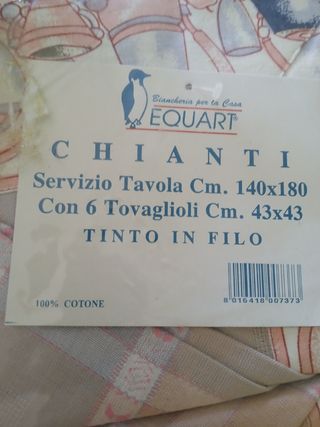 Biancheria per la Casa
EQUART®
CHIANTI
Servizio Tavola Cm. 140x180
Con 6 Tovaglioli Cm. 43x43
TINTO IN FILO
100% COTONE
8 016418 007373